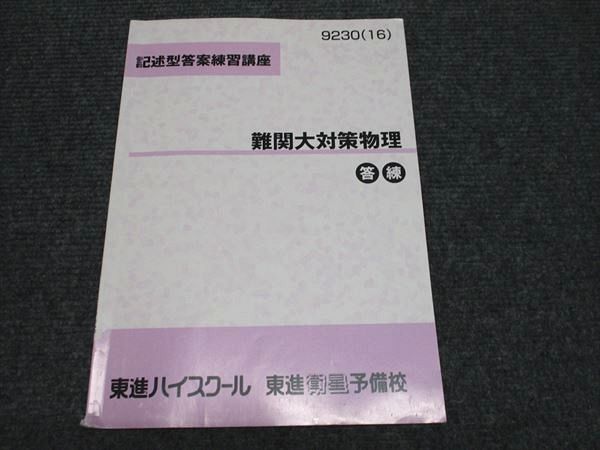 9230(16)
記述型答案練習講座
難関大対策物理
答練
東進ハイスクール 東進衛星予備校